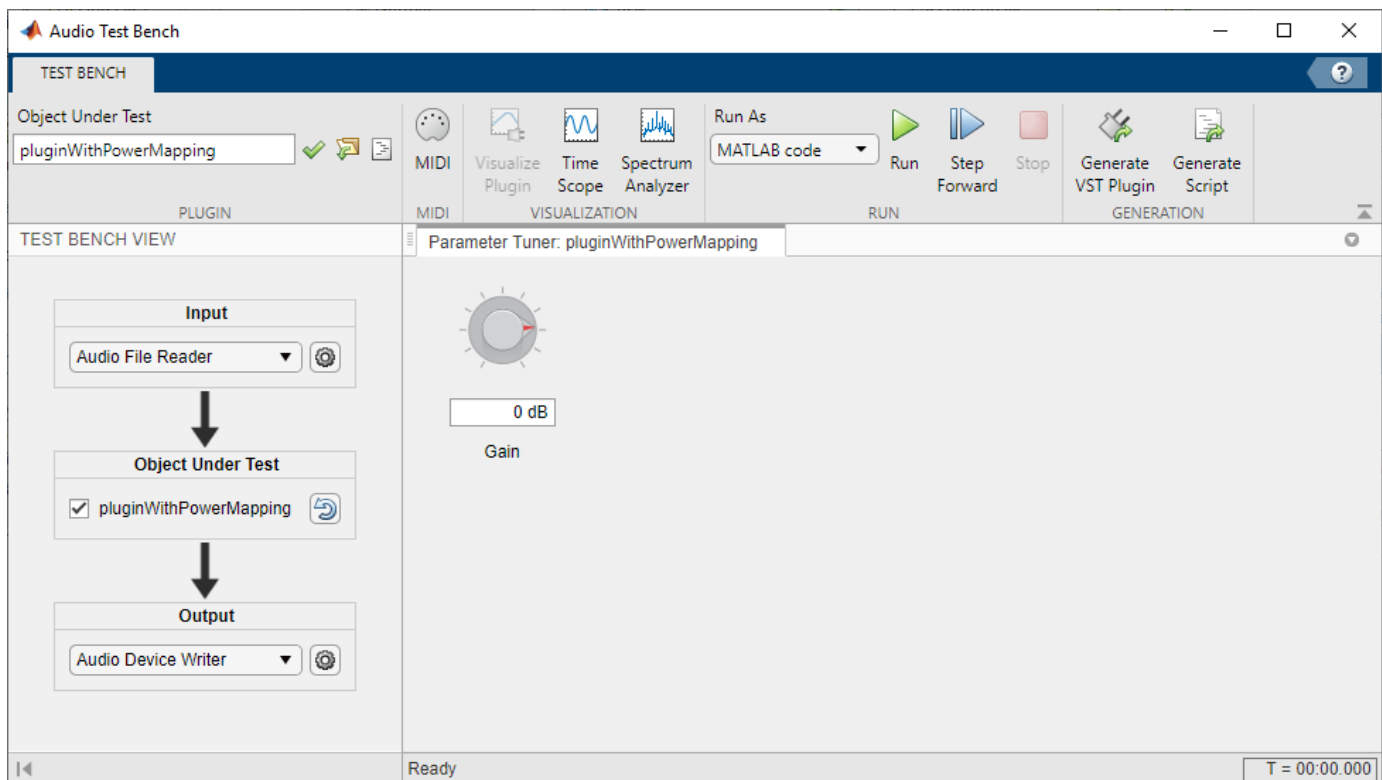 Audio Test Bench
TEST BENCH
?
Object Under Test
pluginWithPowerMapping
PLUGIN
MIDI
MIDI
Visualize
Plugin
Time
Scope
Spectrum
Analyzer
VISUALIZATION
Run As
MATLAB code
Run
Step
Forward
Stop
RUN
Generate
VST Plugin
Generate
Script
GENERATION
TEST BENCH VIEW
Input
Audio File Reader
Object Under Test
pluginWithPowerMapping
Output
Audio Device Writer
Parameter Tuner: pluginWithPowerMapping
0 dB
Gain
Ready
T = 00:00.000